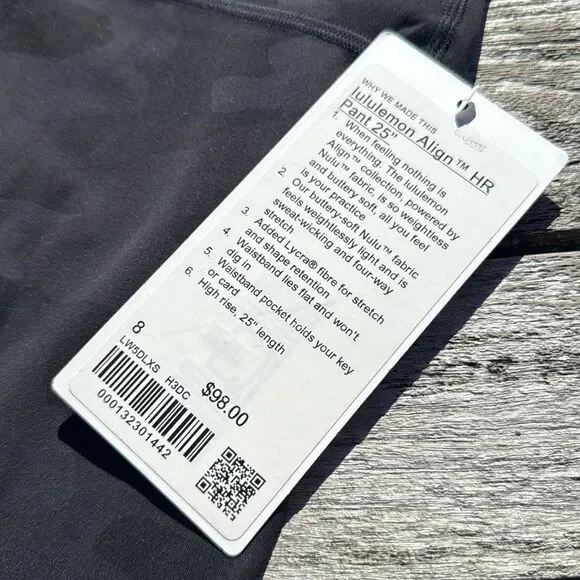 WHY WE MADE THIS
lululemon Align™ HR
Pant 25"
1. When feeling nothing is
everything. The lululemon
Align™ collection, powered by
Nulu™ fabric, is so weightless
and buttery soft, all you feel
is your practice
2. Our buttery-soft Nulu™ fabric
feels weightlessly light and is
sweat-wicking and four-way
stretch
3. Added Lycra® fibre for stretch
and shape retention
4. Waistband lies flat and won't
dig in
5. Waistband pocket holds your key
or card
6. High rise, 25" length
8
LW5DLXS H3DC
$98.00
000132301442